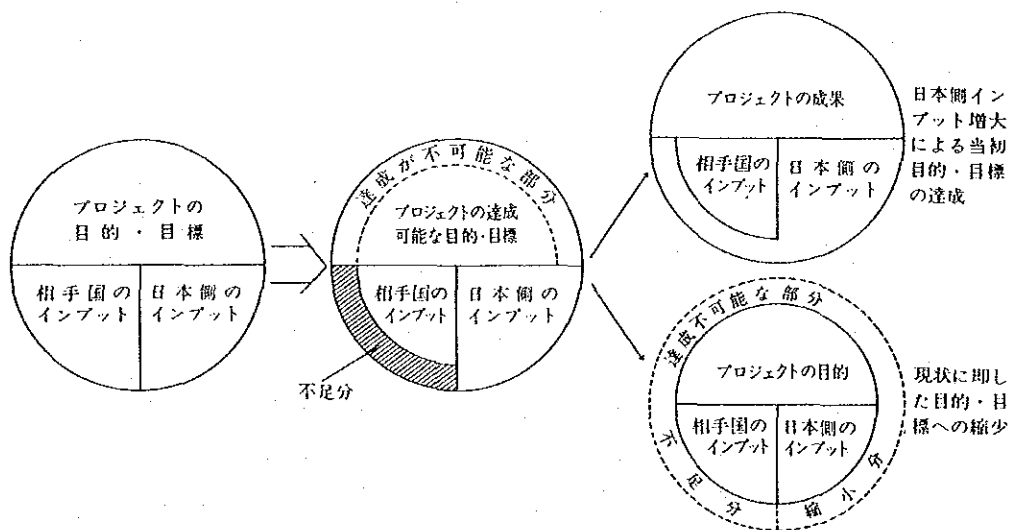 プロジェクトの
目的・目標
相手国の
インプット
日本側の
インプット
達成が不可能な部分
プロジェクトの達成
可能な目的・目標
相手国の
インプット
日本側の
インプット
不足分
プロジェクトの成果
相手国の
インプット
日本側の
インプット
日本側イン
プット増大
による当初
目的・目標
の達成
達成不可能な部分
プロジェクトの目的
相手国の
インプット
日本側の
インプット
不足分
縮小分
現状に即し
た目的・目
標への縮少